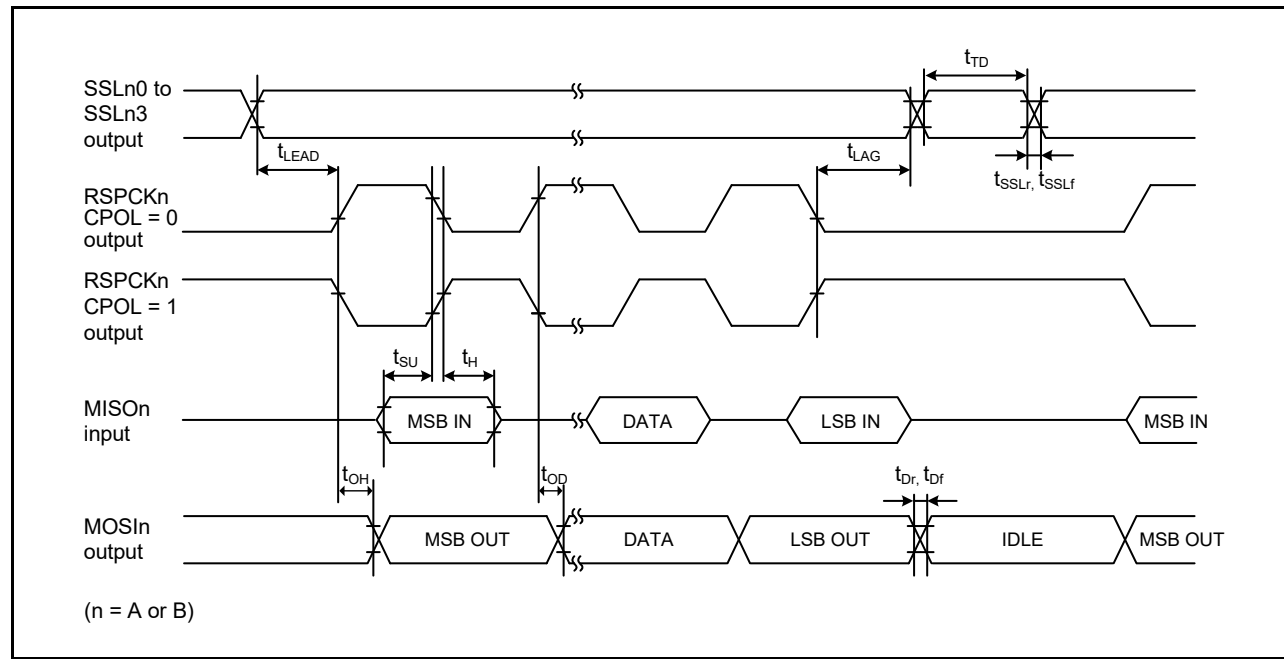 SSLn0 to
SSLn3
output
tTD
tLEAD
tLAG
tSSLr, tSSLf
RSPCKn
CPOL = 0
output
RSPCKn
CPOL = 1
output
tSU
tH
MISOn
input
MSB IN
DATA
LSB IN
MSB IN
tOH
tOD
tDr, tDf
MOSIn
output
MSB OUT
DATA
LSB OUT
IDLE
MSB OUT
(n = A or B)